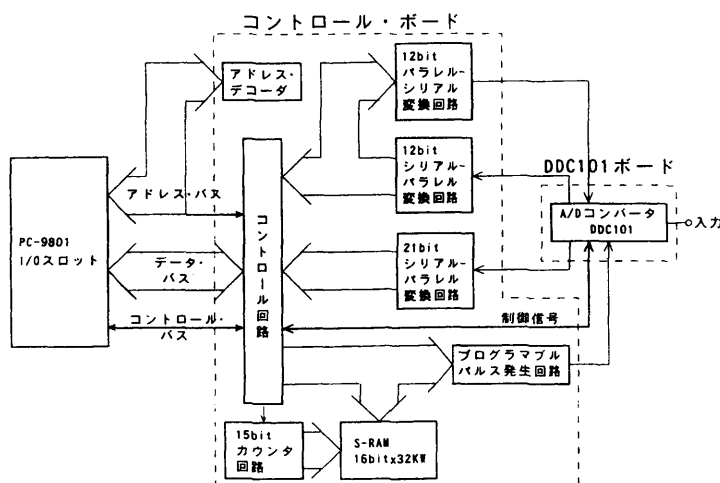 コントロール・ボード
アドレス・
デコーダ
12bit
パラレル-
シリアル
変換回路
12bit
シリアル-
パラレル
変換回路
DDC101ボード
A/Dコンバータ
DDC101
入力
PC-9801
I/Oスロット
アドレス・バス
データ・
バス
コントロール・
バス
コントロール回路
21bit
シリアル-
パラレル
変換回路
制御信号
プログラマブル
パルス発生回路
15bit
カウンタ
回路
S-RAM
16bitx32KW